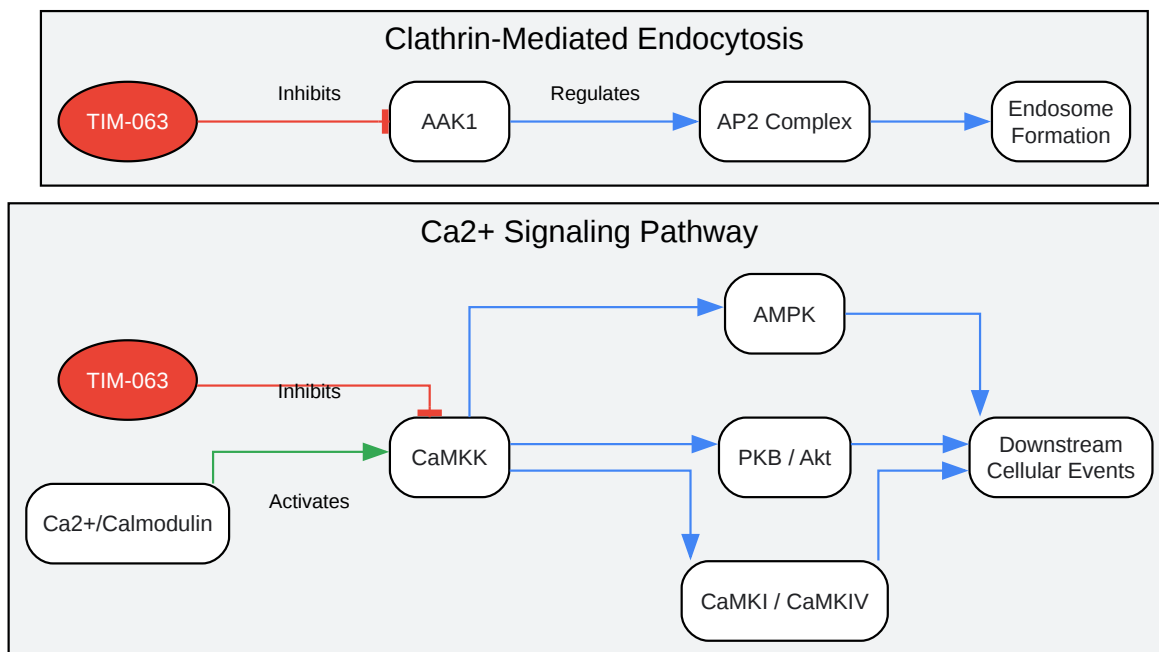 Clathrin-Mediated Endocytosis
TIM-063
Inhibits
AAK1
Regulates
AP2 Complex
Endosome
Formation
Ca2+ Signaling Pathway
AMPK
TIM-063
Inhibits
CaMKK
PKB / Akt
Downstream
Cellular Events
Activates
Ca2+/Calmodulin
CaMKI / CaMKIV